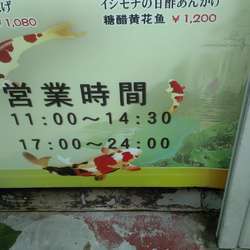 げ
¥1,080
イシモチの甘酢あんかけ
糖醋黄花鱼 ¥1,200
営業時間
11:00〜14:30
17:00〜24:00